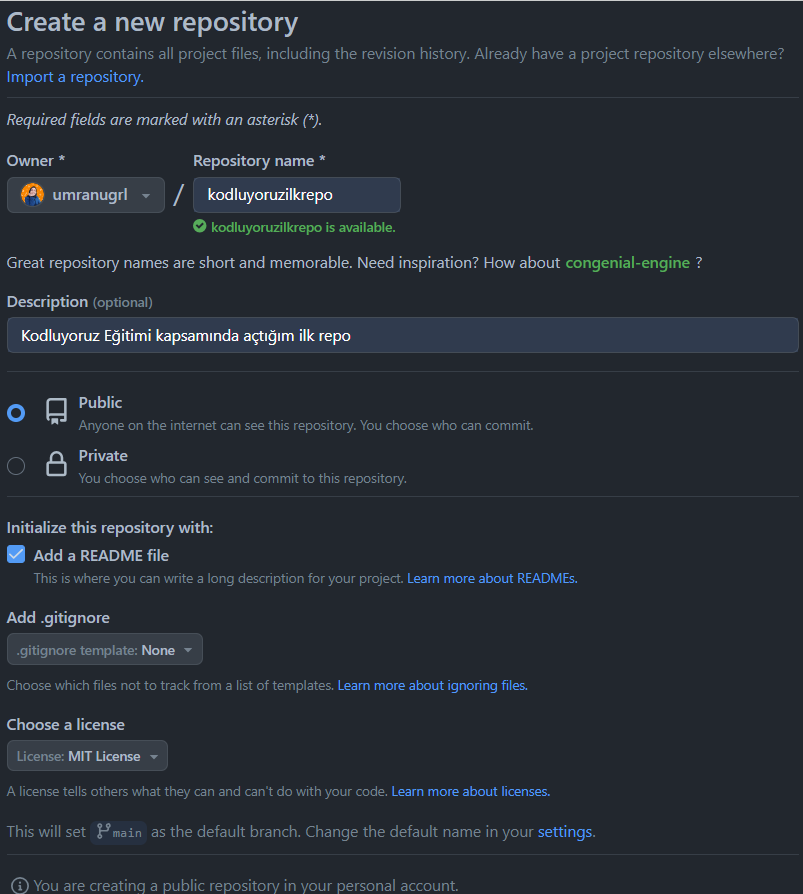 Create a new repository
A repository contains all project files, including the revision history. Already have a project repository elsewhere?
Import a repository.
Required fields are marked with an asterisk (*).
Owner * Repository name *
umranugrl / kodluyoruzilkrepo
kodluyoruzilkrepo is available.
Great repository names are short and memorable. Need inspiration? How about congenial-engine ?
Description (optional)
Kodluyoruz Eğitimi kapsamında açtığım ilk repo
Public
Anyone on the internet can see this repository. You choose who can commit.
Private
You choose who can see and commit to this repository.
Initialize this repository with:
Add a README file
This is where you can write a long description for your project. Learn more about READMEs.
Add .gitignore
.gitignore template: None
Choose which files not to track from a list of templates. Learn more about ignoring files.
Choose a license
License: MIT License
A license tells others what they can and can't do with your code. Learn more about licenses.
This will set main as the default branch. Change the default name in your settings.
You are creating a public repository in your personal account.